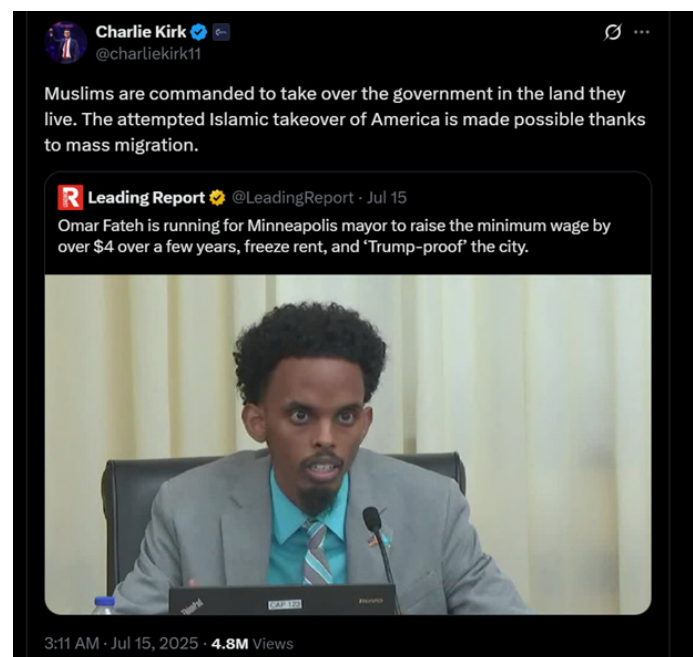 Charlie Kirk
@charliekirk11
Muslims are commanded to take over the government in the land they
live. The attempted Islamic takeover of America is made possible thanks
to mass migration.
R Leading Report @LeadingReport · Jul 15
Omar Fateh is running for Minneapolis mayor to raise the minimum wage by
over $4 over a few years, freeze rent, and ‘Trump-proof’ the city.
ThinkPad
CAP 123
lenovo
3:11 AM · Jul 15, 2025 · 4.8M Views